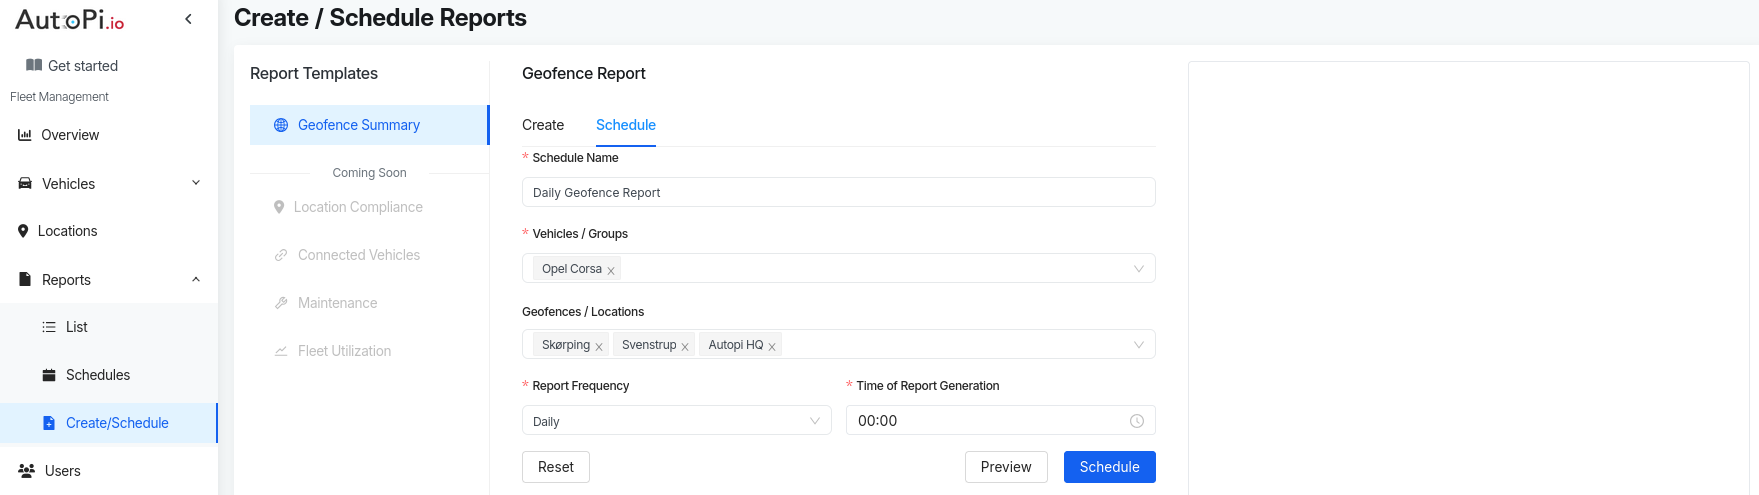 AutoPi.io
Get started
Fleet Management
Overview
Vehicles
Locations
Reports
List
Schedules
Create/Schedule
Users
Create / Schedule Reports
Report Templates
Geofence Summary
Coming Soon
Location Compliance
Connected Vehicles
Maintenance
Fleet Utilization
Geofence Report
Create Schedule
* Schedule Name
Daily Geofence Report
* Vehicles / Groups
Opel Corsa
Geofences / Locations
Skørping Svenstrup Autopi HQ
* Report Frequency * Time of Report Generation
Daily 00:00
Reset Preview Schedule